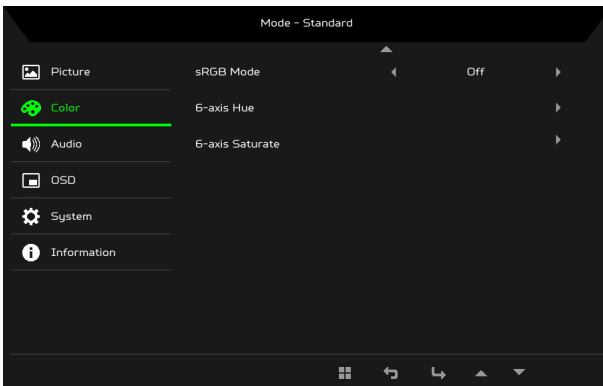 Mode - Standard
Picture
sRGB Mode
Off
Color
6-axis Hue
Audio
6-axis Saturate
OSD
System
Information